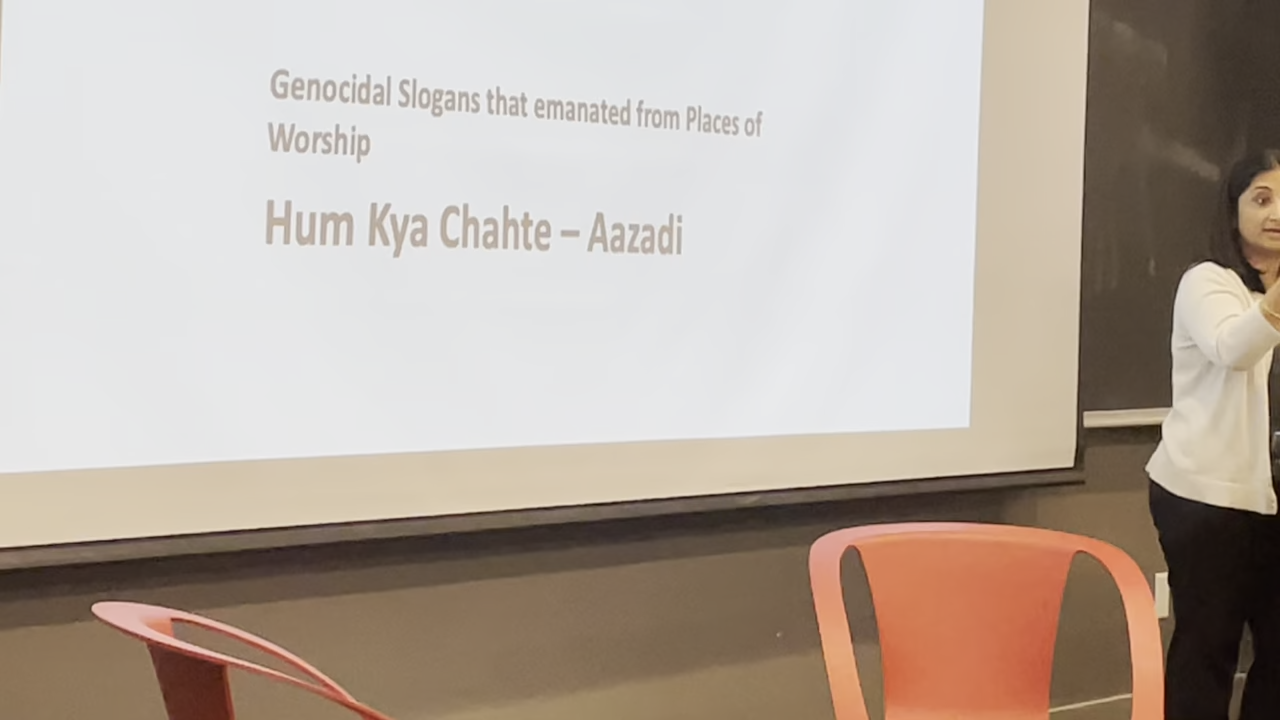 Genocidal Slogans that emanated from Places of
Worship
Hum Kya Chahte – Aazadi